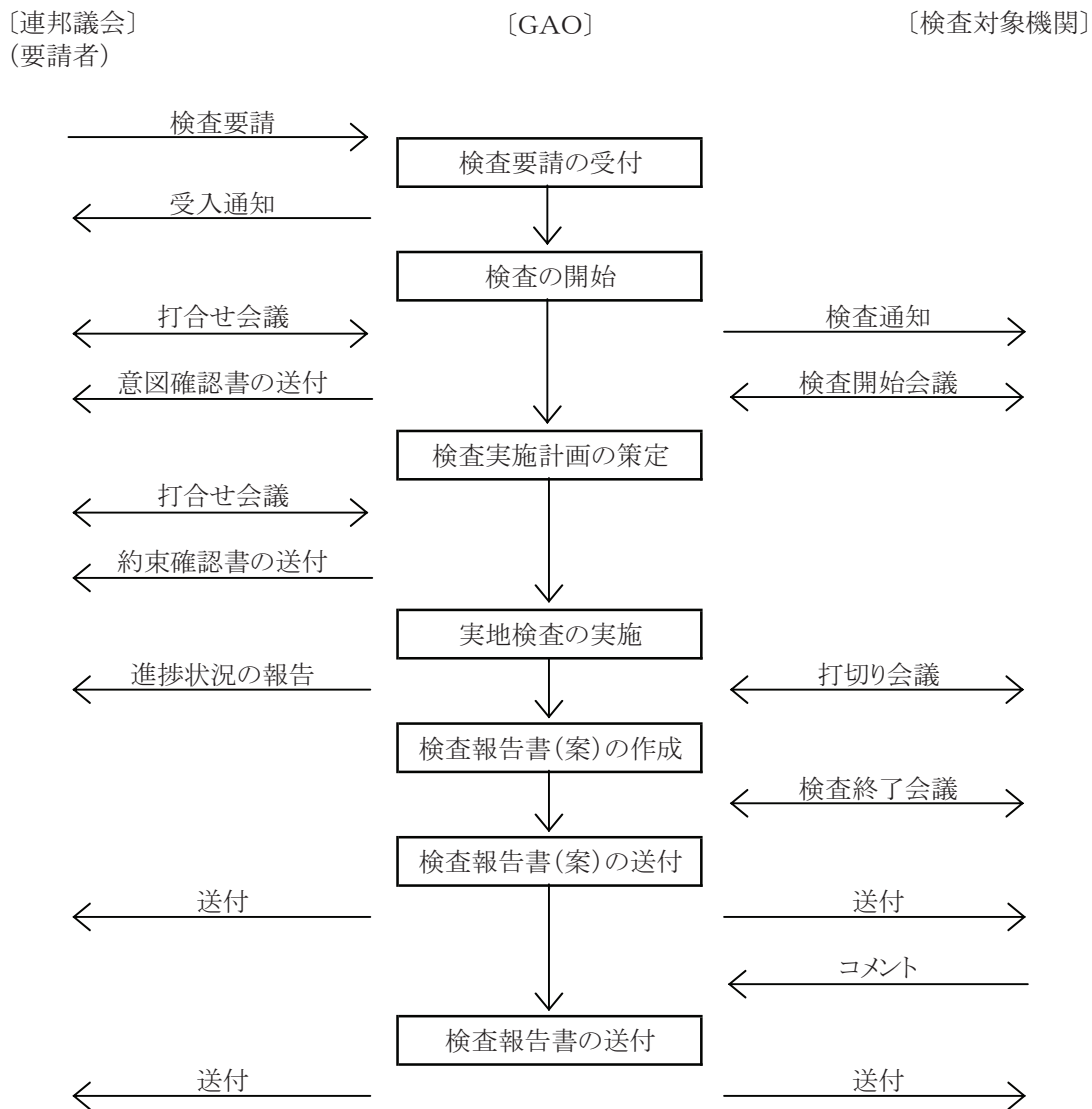 〔連邦議会〕
(要請者)
〔GAO〕
〔検査対象機関〕
検査要請
検査要請の受付
受入通知
検査の開始
打合せ会議
検査通知
意図確認書の送付
検査開始会議
検査実施計画の策定
打合せ会議
約束確認書の送付
実地検査の実施
進捗状況の報告
打切り会議
検査報告書(案)の作成
検査終了会議
検査報告書(案)の送付
送付
送付
コメント
検査報告書の送付
送付
送付